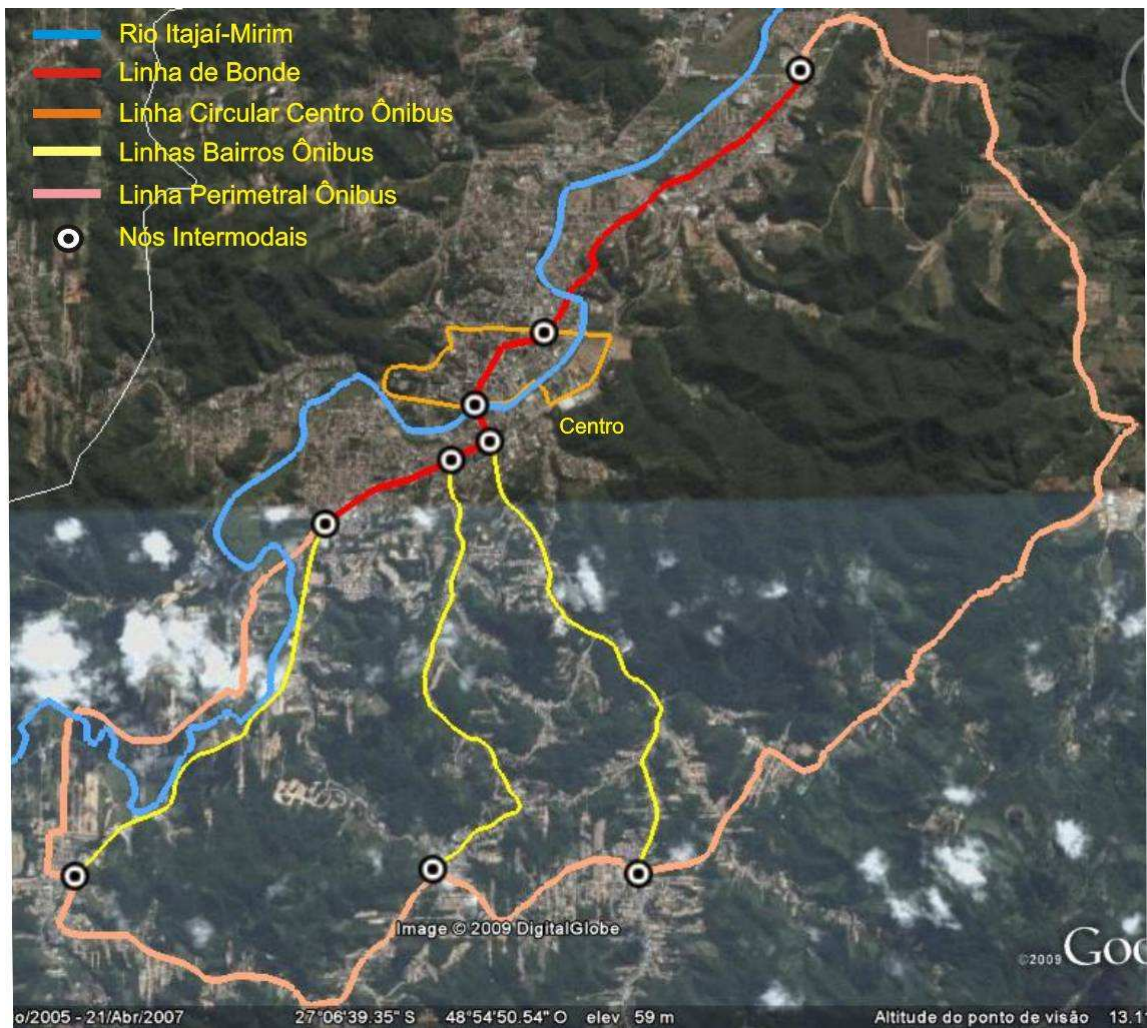 Rio Itajaí-Mirim
Linha de Bonde
Linha Circular Centro Ônibus
Linhas Bairros Ônibus
Linha Perimetral Ônibus
Nós Intermodais
Centro
Image © 2009 DigitalGlobe
©2009 Goo
o/2005 - 21/Abr/2007 27°06'39.35" S 48°54'50.54" O elev 59 m Altitude do ponto de visão 13.1